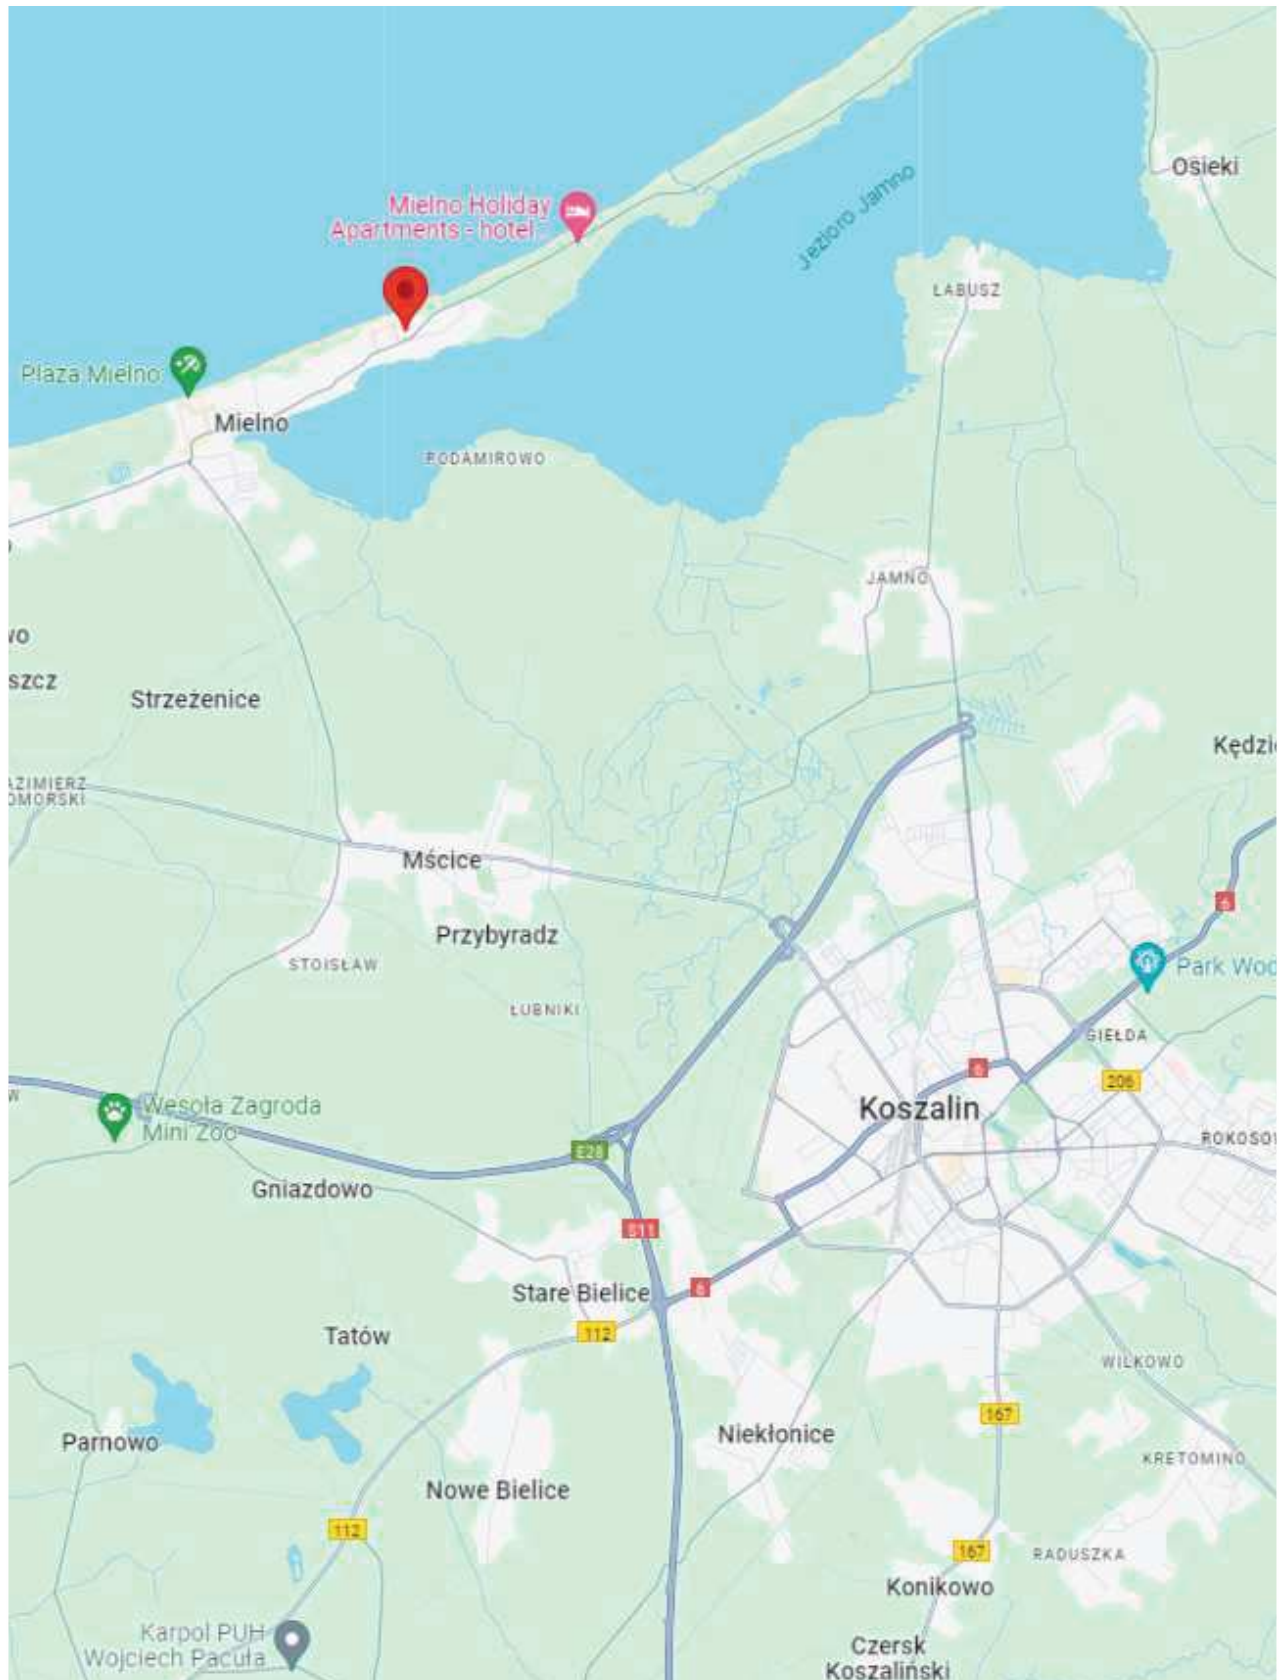 Osieki
Mielno Holiday
Apartments - hotel...
Jezioro Jamno
ŁABUSZ
Plaża Mielno
Mielno
RODAMIROWO
JAMNO
Strzeżenice
Mścice
Przybyradz
6
Park Wod
STOISŁAW
ŁUBNIKI
GIEŁDA
6
206
Wesoła Zagroda
Mini Zoo
Koszalin
E28
Gniazdowo
S11
Stare Bielice
6
112
Tatów
WILKOWO
167
Parnowo
Niekłonice
KRETOMINO
Nowe Bielice
112
167
RADUSZKA
Konikowo
Karpol PUH
Wojciech Pacuła
Czersk
Koszaliński